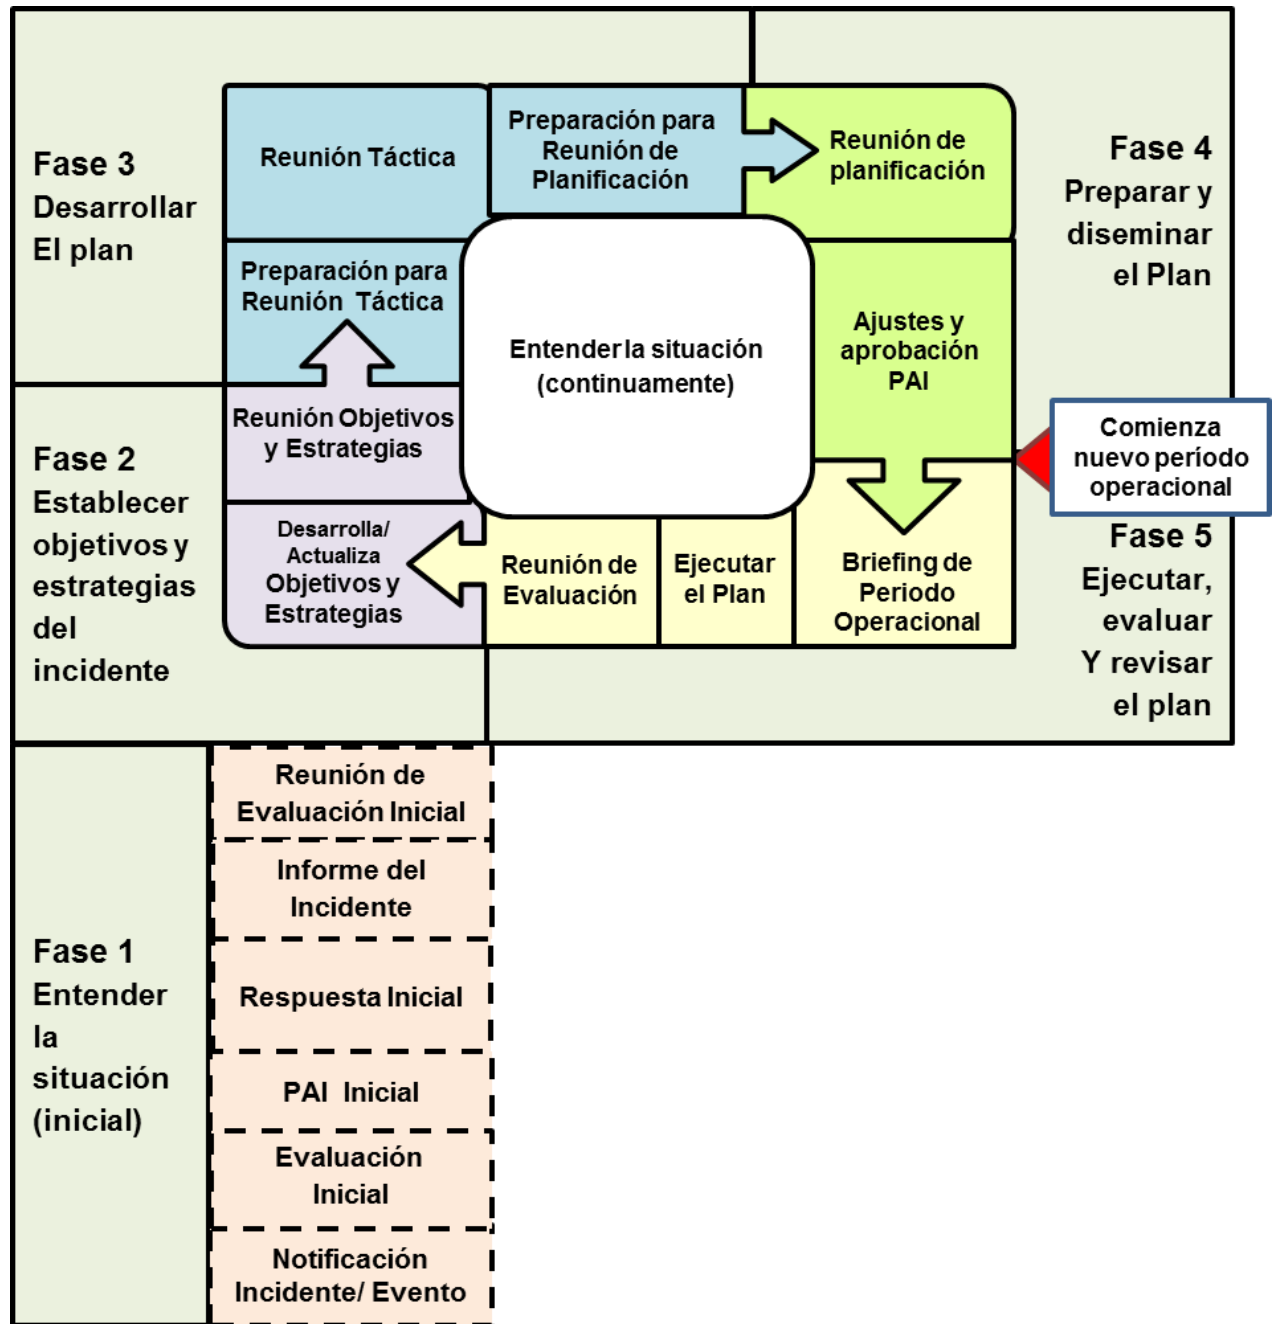 Fase 3
Desarrollar
El plan
Reunión Táctica
Preparación para
Reunión de
Planificación
Reunión de
planificación
Fase 4
Preparar y
diseminar
el Plan
Preparación para
Reunión Táctica
Entender la situación
(continuamente)
Ajustes y
aprobación
PAI
Comienza
nuevo período
operacional
Fase 2
Establecer
objetivos y
estrategias
del
incidente
Reunión Objetivos
y Estrategias
Desarrolla/
Actualiza
Objetivos y
Estrategias
Reunión de
Evaluación
Ejecutar
el Plan
Briefing de
Periodo
Operacional
Fase 5
Ejecutar,
evaluar
Y revisar
el plan
Fase 1
Entender
la
situación
(inicial)
Reunión de
Evaluación Inicial
Informe del
Incidente
Respuesta Inicial
PAI Inicial
Evaluación
Inicial
Notificación
Incidente/ Evento